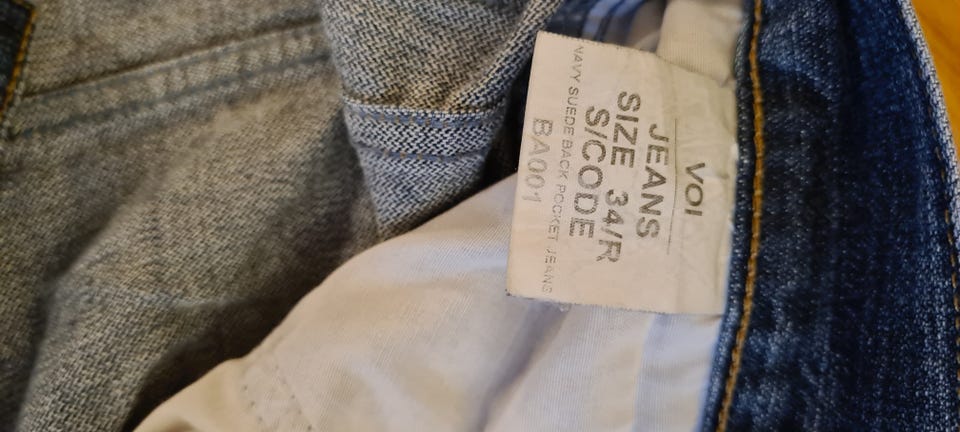 VOI
JEANS
SIZE 34/R
S/CODE
NAVY SUEDE BACK POCKET JEANS
BA001